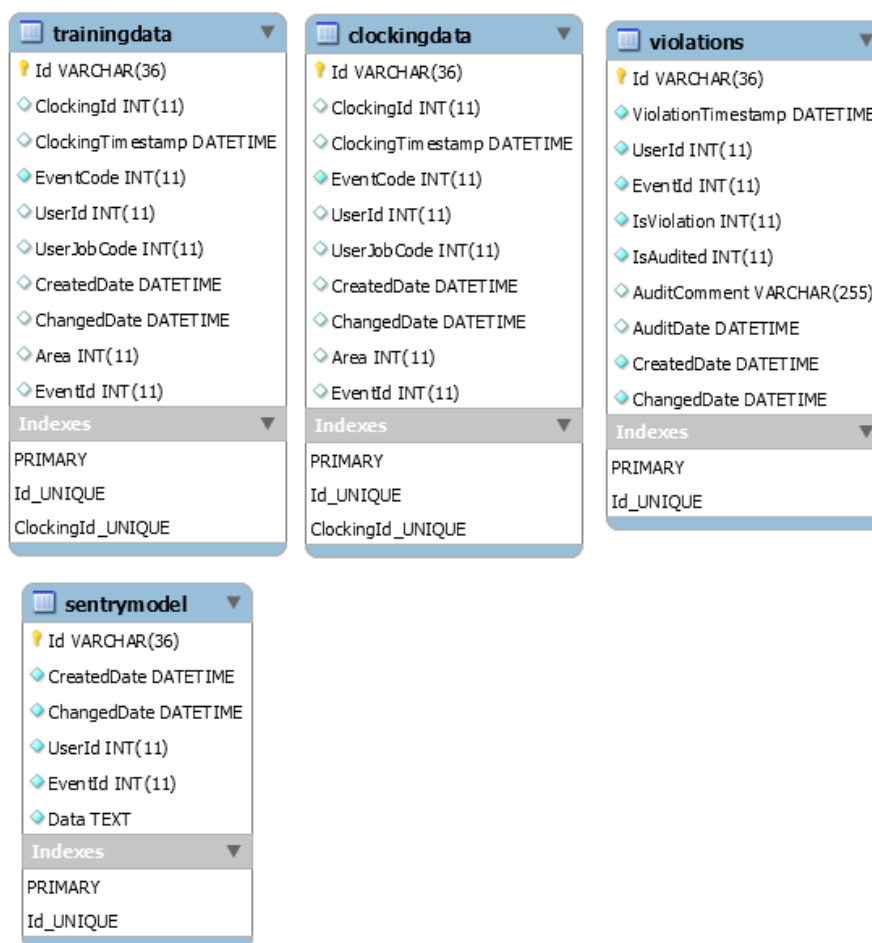 trainingdata
Id VARCHAR(36)
ClockingId INT(11)
ClockingTimestamp DATETIME
EventCode INT(11)
UserId INT(11)
UserJobCode INT(11)
CreatedDate DATETIME
ChangedDate DATETIME
Area INT(11)
EventId INT(11)
Indexes
PRIMARY
Id_UNIQUE
ClockingId_UNIQUE
clockingdata
Id VARCHAR(36)
ClockingId INT(11)
ClockingTimestamp DATETIME
EventCode INT(11)
UserId INT(11)
UserJobCode INT(11)
CreatedDate DATETIME
ChangedDate DATETIME
Area INT(11)
EventId INT(11)
Indexes
PRIMARY
Id_UNIQUE
ClockingId_UNIQUE
violations
Id VARCHAR(36)
ViolationTimestamp DATETIME
UserId INT(11)
EventId INT(11)
IsViolation INT(11)
IsAudited INT(11)
AuditComment VARCHAR(255)
AuditDate DATETIME
CreatedDate DATETIME
ChangedDate DATETIME
Indexes
PRIMARY
Id_UNIQUE
sentrymodel
Id VARCHAR(36)
CreatedDate DATETIME
ChangedDate DATETIME
UserId INT(11)
EventId INT(11)
Data TEXT
Indexes
PRIMARY
Id_UNIQUE